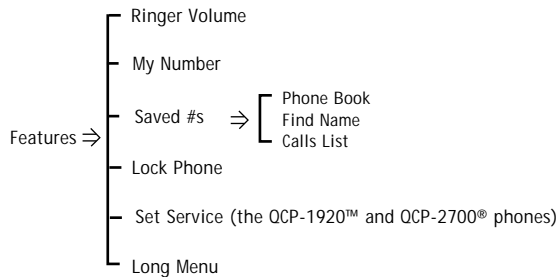 Ringer Volume
My Number
Saved #s ⇒ Phone Book
Find Name
Calls List
Features ⇒
Lock Phone
Set Service (the QCP-1920™ and QCP-2700® phones)
Long Menu